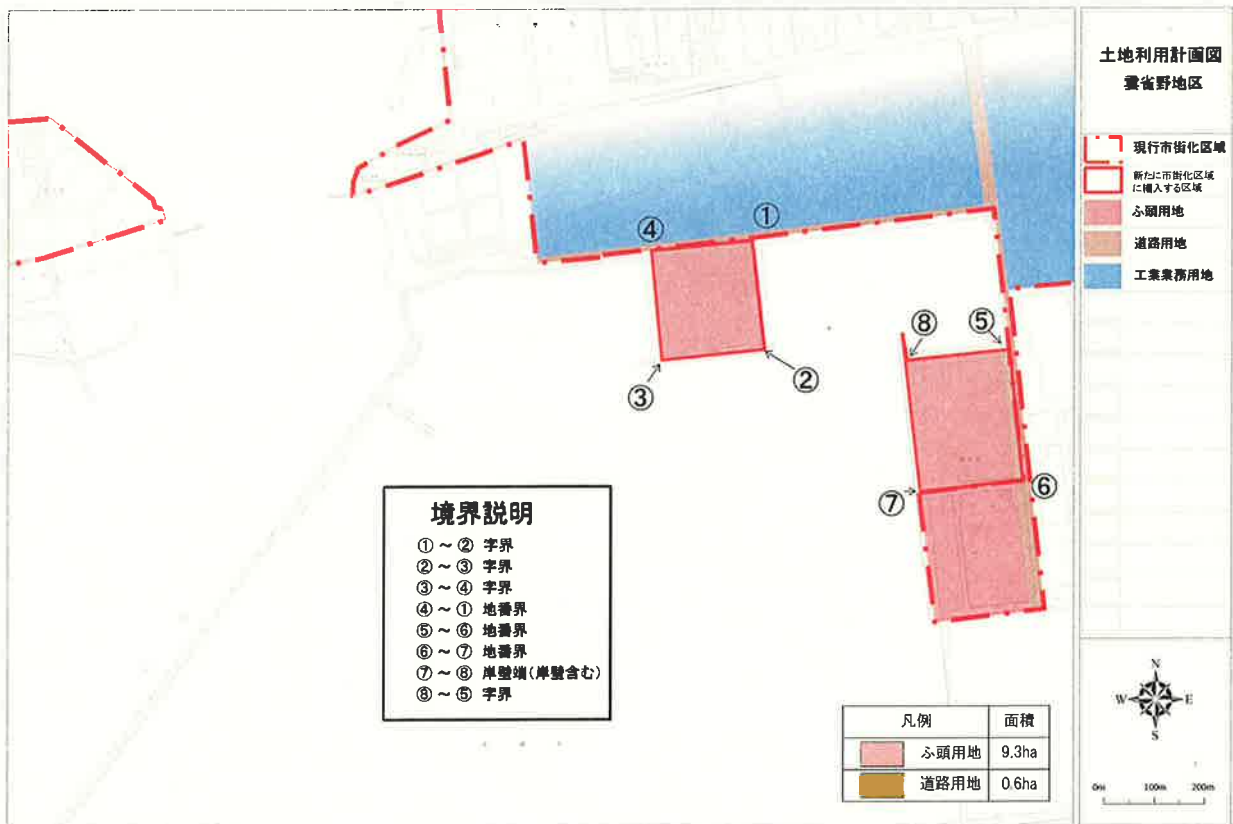 土地利用計画図
雲雀野地区
現行市街化区域
新たに市街化区域
に編入する区域
ふ頭用地
道路用地
工業業務用地
④
①
③
②
⑧
⑤
⑦
⑥
境界説明
①～② 字界
②～③ 字界
③～④ 字界
④～① 地番界
⑤～⑥ 地番界
⑥～⑦ 地番界
⑦～⑧ 岸壁端(岸壁含む)
⑧～⑤ 字界
凡例 面積
ふ頭用地 9.3ha
道路用地 0.6ha
N
W E
S
0m 100m 200m